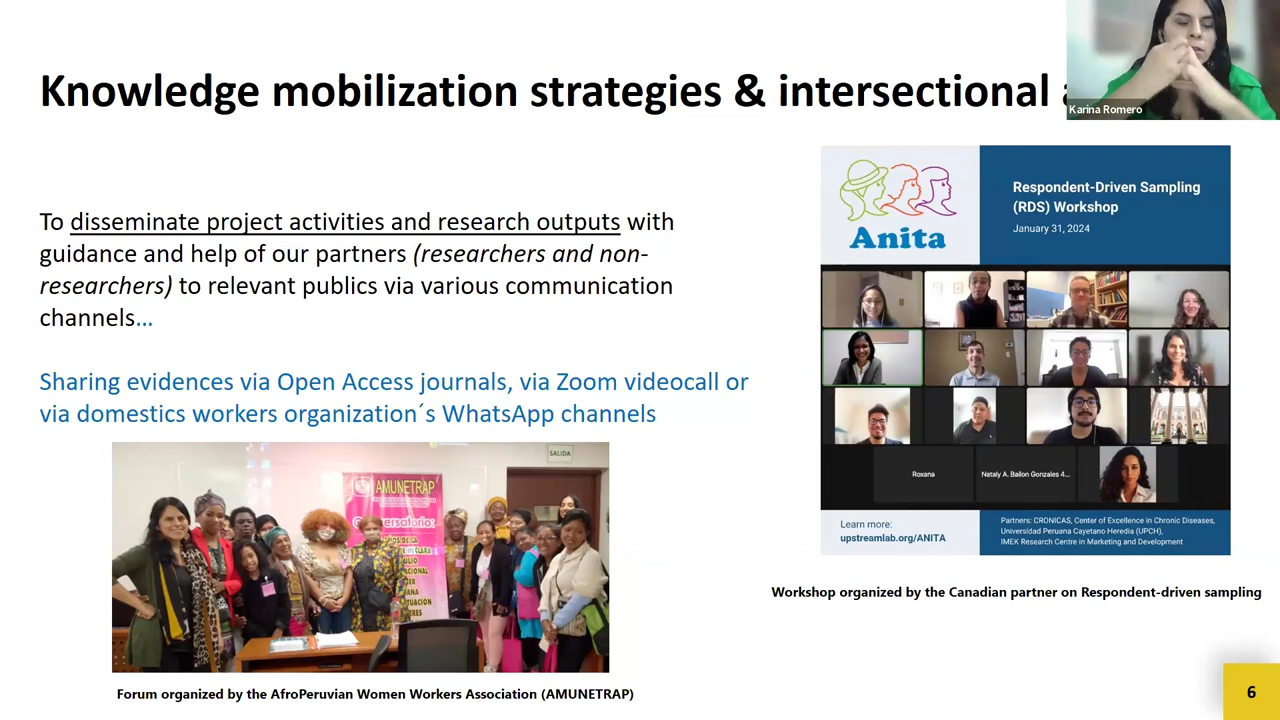 Knowledge mobilization strategies & intersectional
Karina Romero
To disseminate project activities and research outputs with
guidance and help of our partners (researchers and non-
researchers) to relevant publics via various communication
channels…
Sharing evidences via Open Access journals, via Zoom videocall or
via domestics workers organization´s WhatsApp channels
SALIDA
AMUNETRAP
Anita
Respondent-Driven Sampling
(RDS) Workshop
January 31, 2024
Roxana
Nataly A. Bailon Gonzales 4...
Learn more:
upstreamlab.org/ANITA
Partners: CRONICAS, Center of Excellence in Chronic Diseases,
Universidad Peruana Cayetano Heredia (UPCH),
IMEK Research Centre in Marketing and Development
Workshop organized by the Canadian partner on Respondent-driven sampling
Forum organized by the AfroPeruvian Women Workers Association (AMUNETRAP)
6